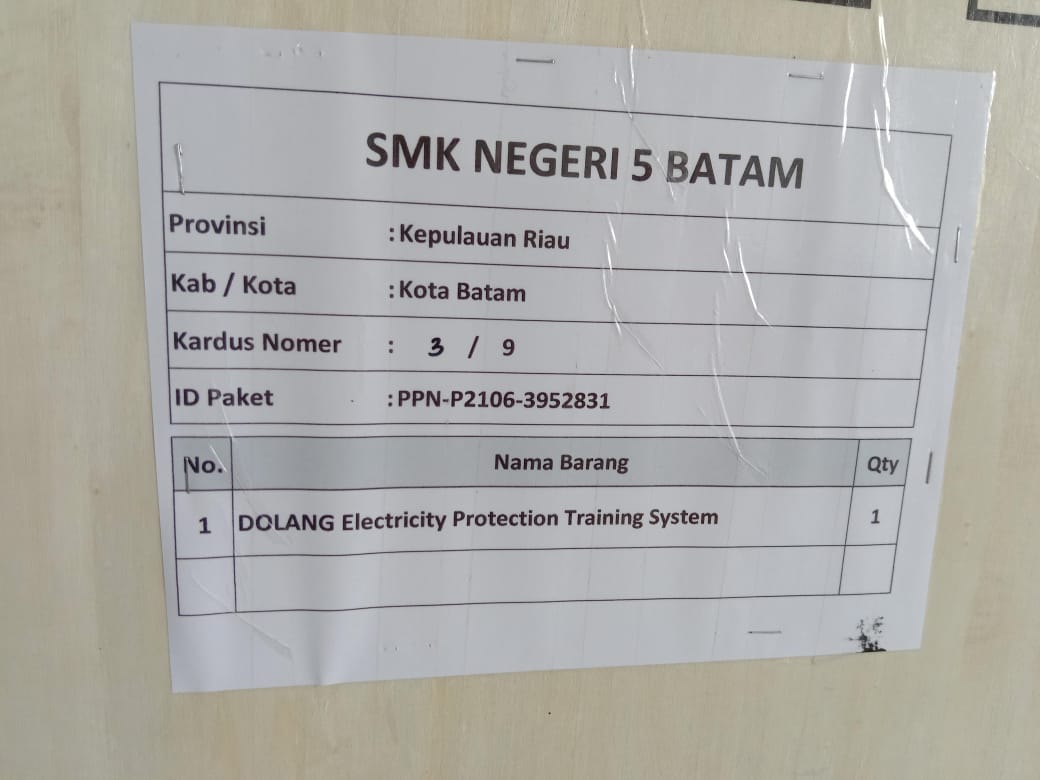 SMK NEGERI 5 BATAM
Provinsi : Kepulauan Riau
Kab / Kota : Kota Batam
Kardus Nomer : 3 / 9
ID Paket : PPN-P2106-3952831
No. Nama Barang Qty
1 DOLANG Electricity Protection Training System 1